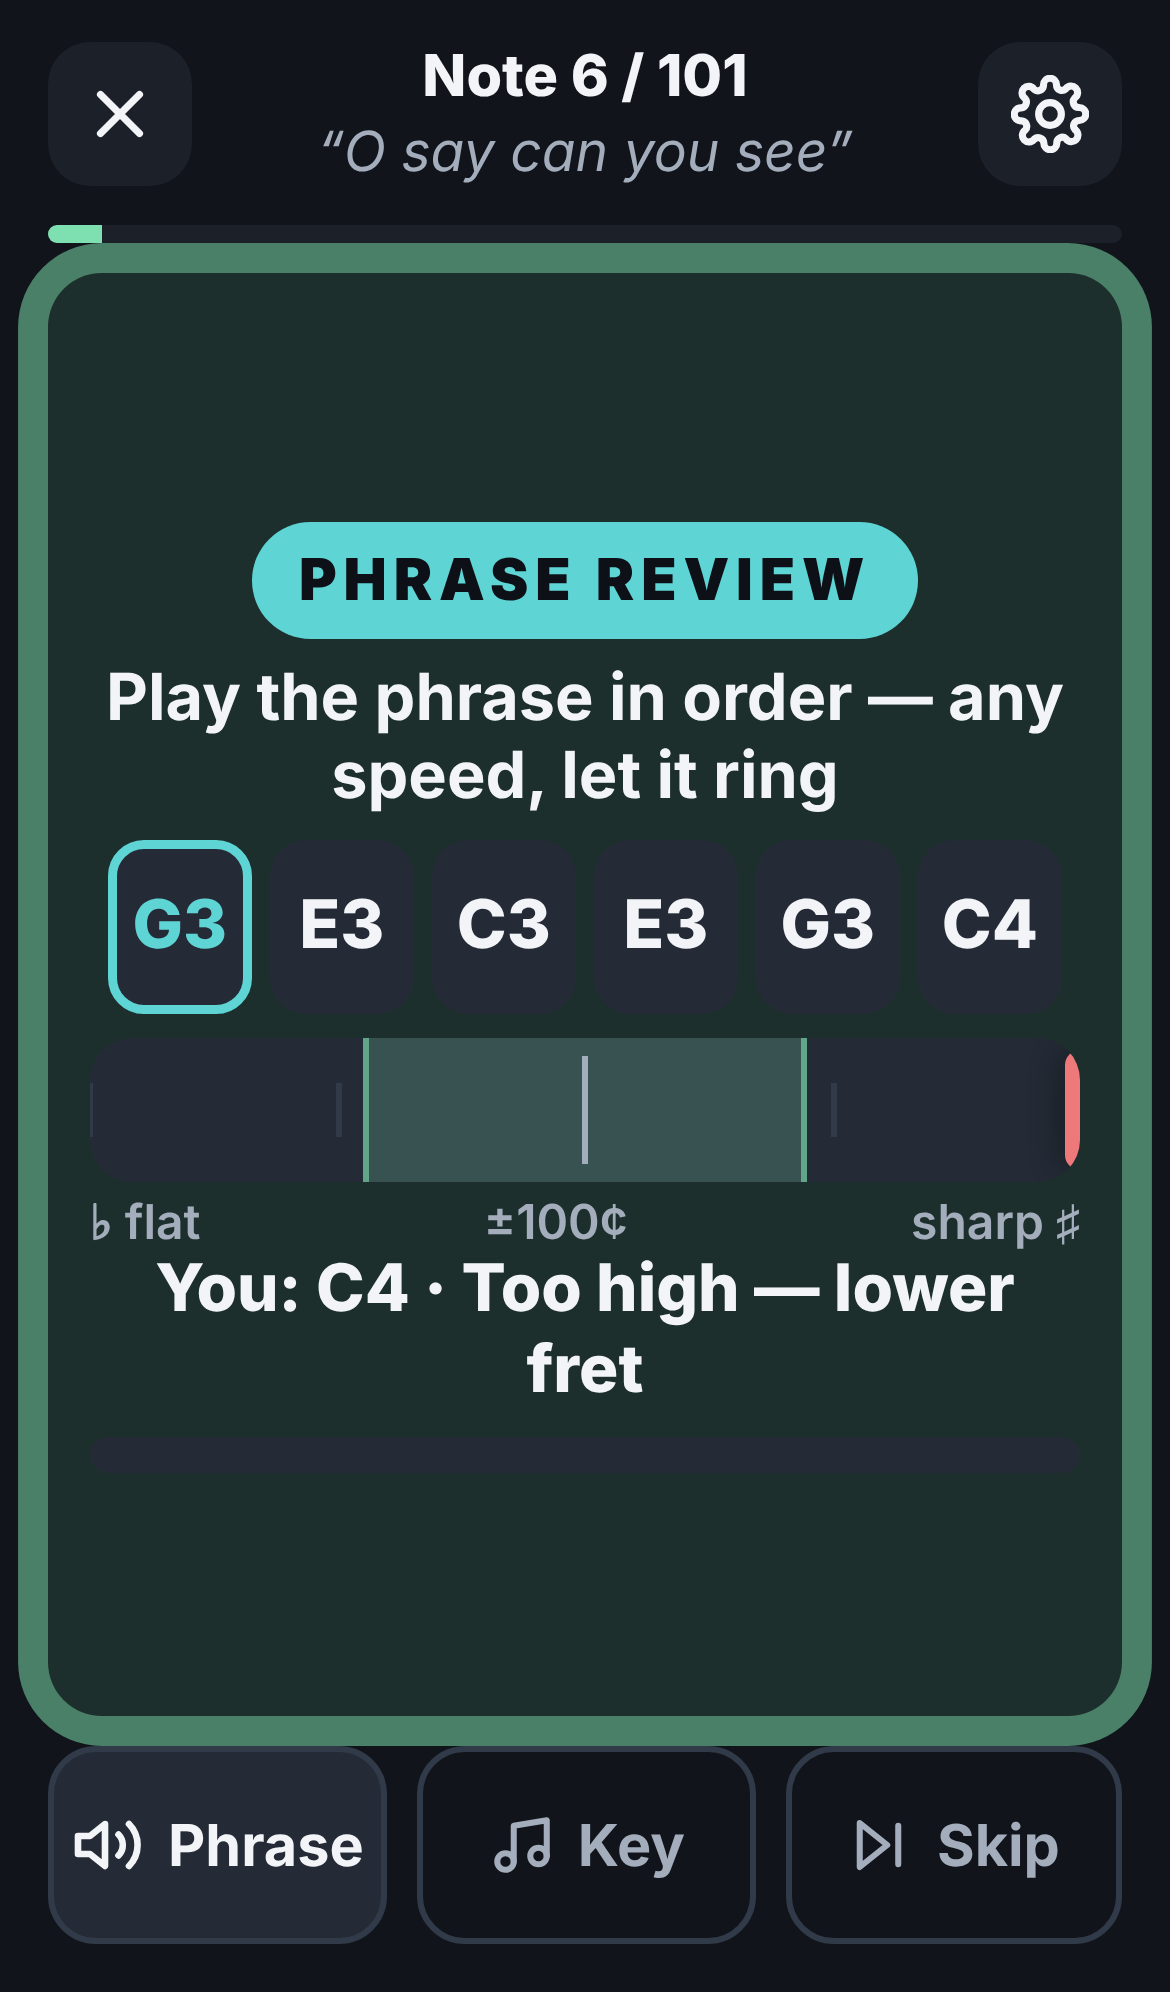 Note 6 / 101
“O say can you see”
PHRASE REVIEW
Play the phrase in order — any
speed, let it ring
G3 E3 C3 E3 G3 C4
♭ flat ±100¢ sharp ♯
You: C4 · Too high — lower
fret
Phrase Key Skip